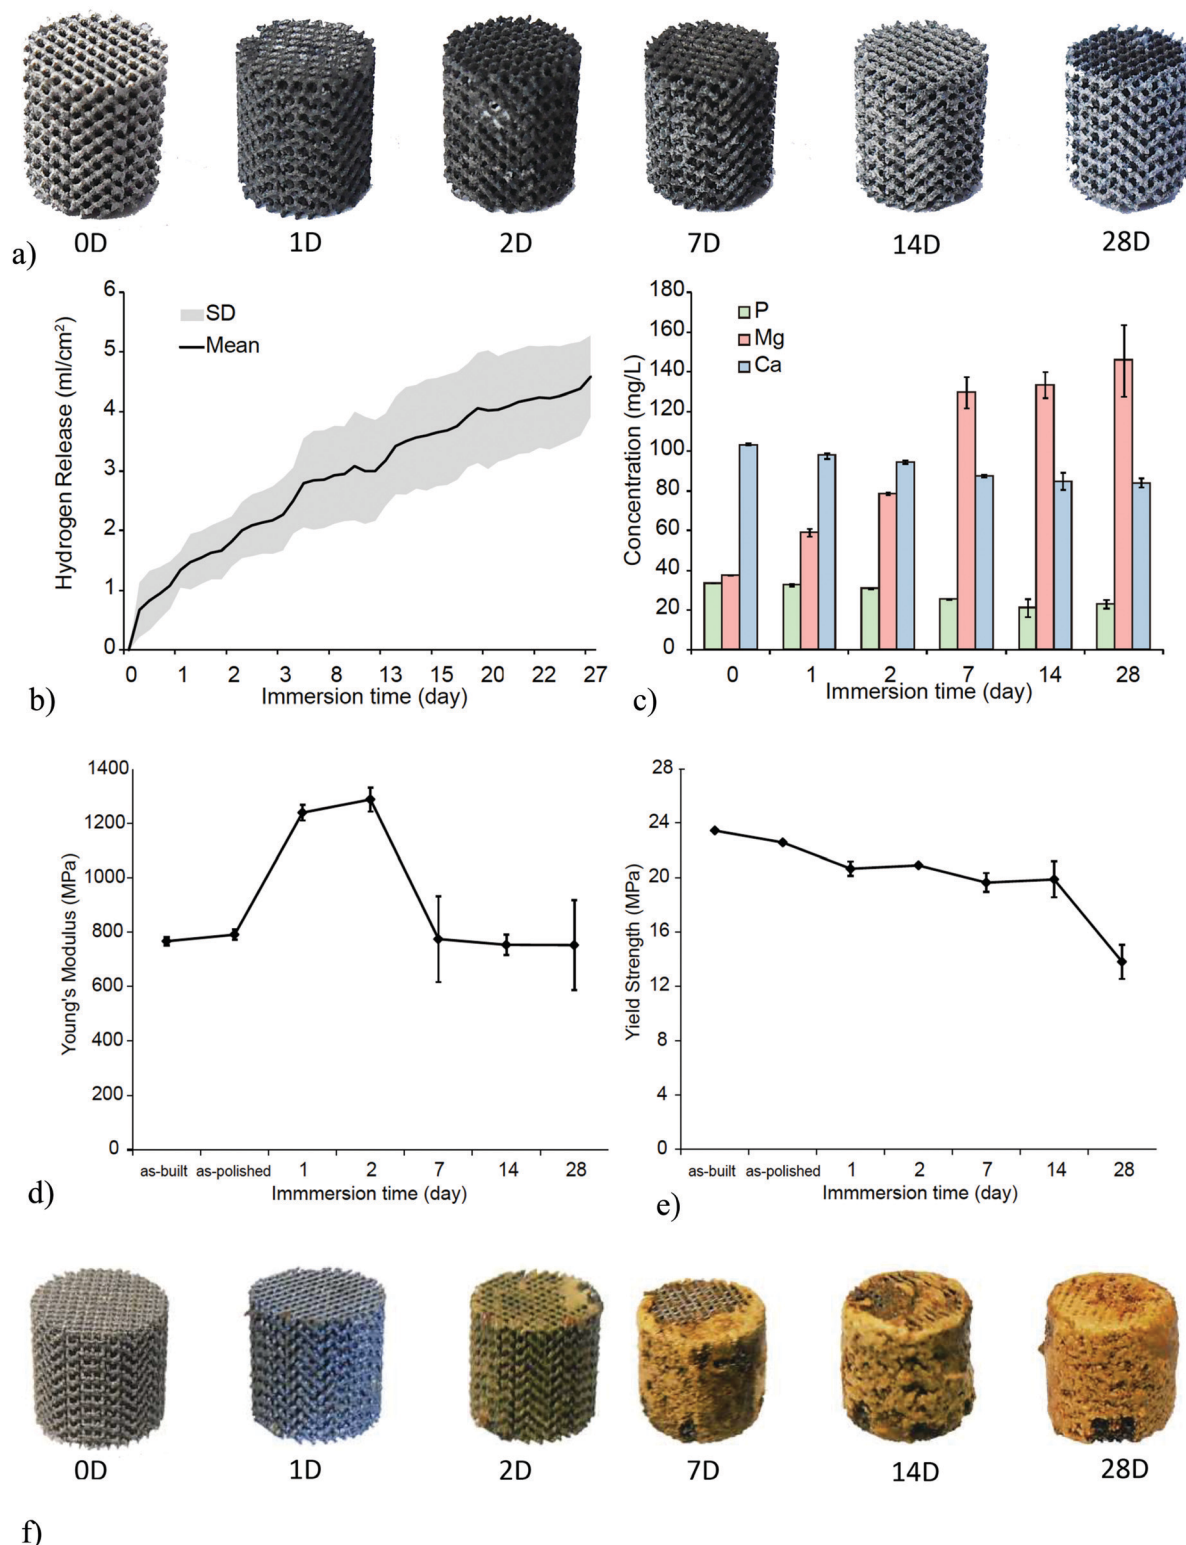 0D 1D 2D 7D 14D 28D
a)
6
5
4
3
2
1
0
Hydrogen Release (ml/cm²)
SD
Mean
0 1 2 3 8 13 15 20 22 27
Immersion time (day)
b)
180
160
140
120
100
80
60
40
20
0
Concentration (mg/L)
P
Mg
Ca
0 1 2 7 14 28
Immersion time (day)
c)
1400
1200
1000
800
600
400
200
0
Young's Modulus (MPa)
as-built as-polished 1 2 7 14 28
Immmersion time (day)
d)
28
24
20
16
12
8
4
0
Yield Strength (MPa)
as-built as-polished 1 2 7 14 28
Immmersion time (day)
e)
0D 1D 2D 7D 14D 28D
f)